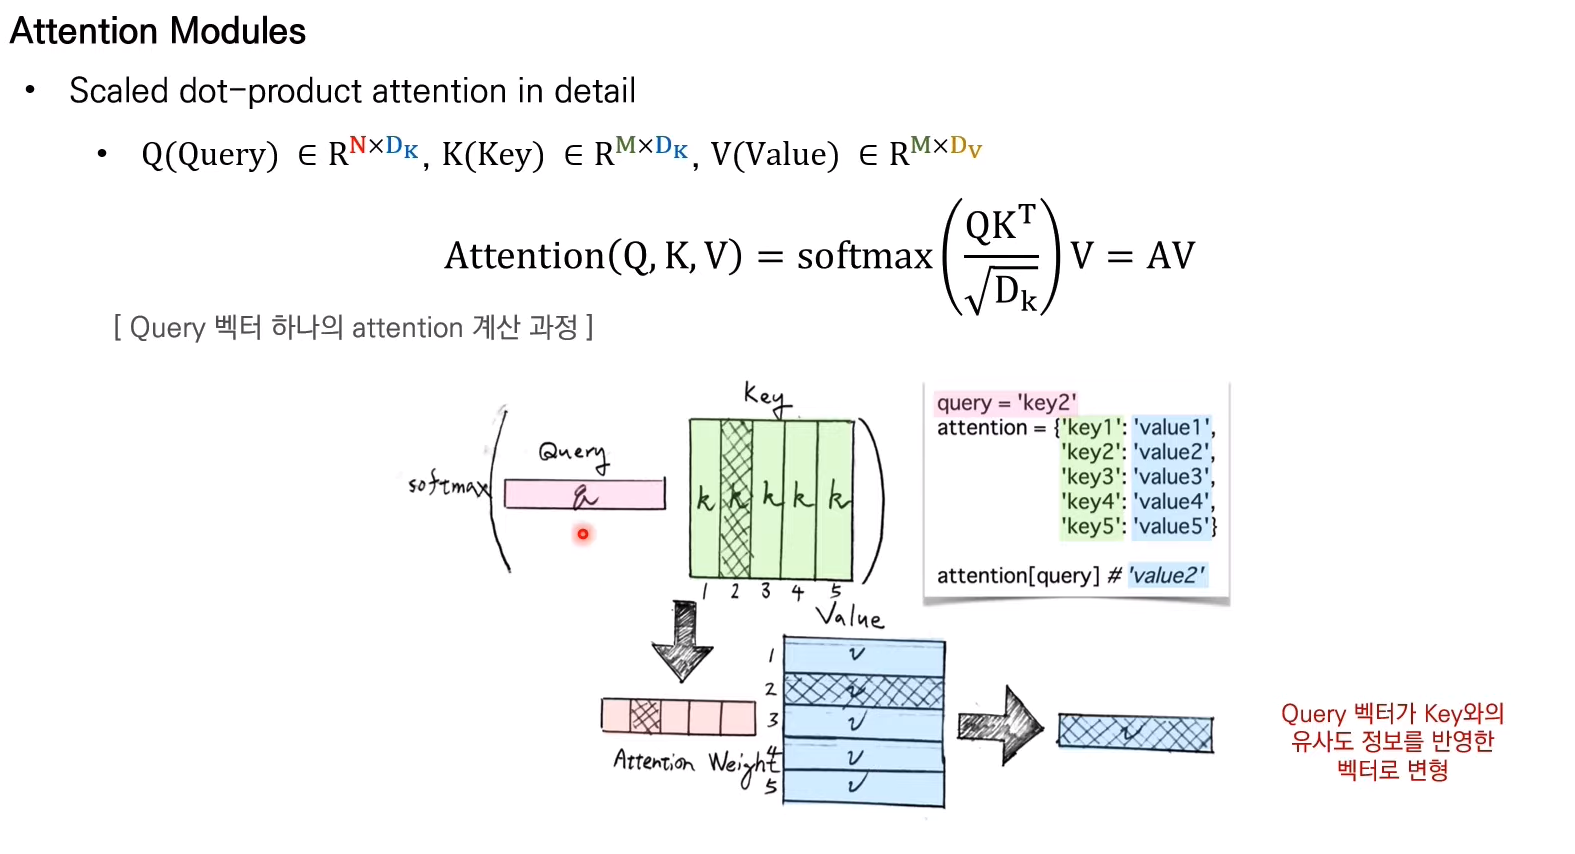 Attention Modules
• Scaled dot-product attention in detail
• Q(Query) ∈ R^{N×D_K}, K(Key) ∈ R^{M×D_K}, V(Value) ∈ R^{M×D_V}
Attention(Q, K, V) = softmax(QK^T / √D_k) V = AV
[ Query 벡터 하나의 attention 계산 과정 ]
Key
Query
softmax
q
k k k k k
1 2 3 4 5
query = 'key2'
attention = {'key1': 'value1',
'key2': 'value2',
'key3': 'value3',
'key4': 'value4',
'key5': 'value5'}
attention[query] # 'value2'
Value
1 v
2 v
3 v
4 v
5 v
Attention Weight
v
Query 벡터가 Key와의
유사도 정보를 반영한
벡터로 변형